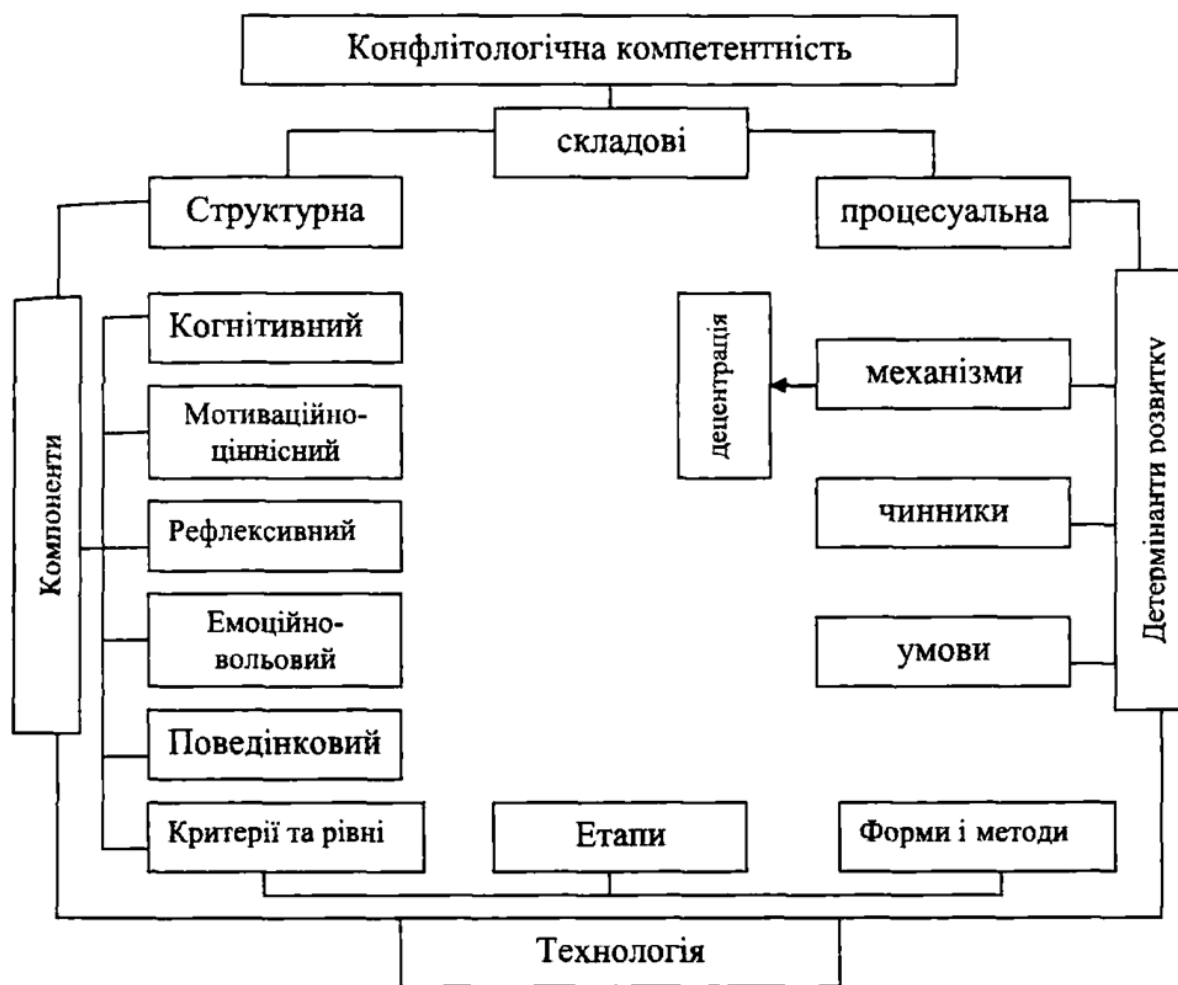 Конфлітологічна компетентність
складові
Структурна
процесуальна
Компоненти
Когнітивний
Мотиваційно-
ціннісний
Рефлексивний
Емоційно-
вольовий
Поведінковий
Критерії та рівні
децентрація
механізми
чинники
умови
Детермінанти розвитку
Етапи
Форми і методи
Технологія